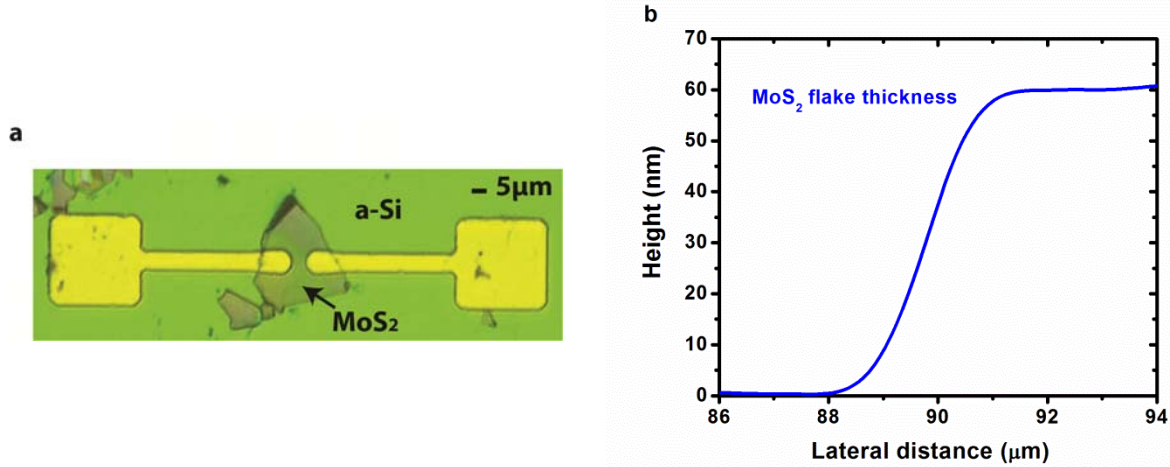 a
5μm
a-Si
MoS₂
b
MoS₂ flake thickness
Height (nm)
70
60
50
40
30
20
10
0
86
88
90
92
94
Lateral distance (μm)